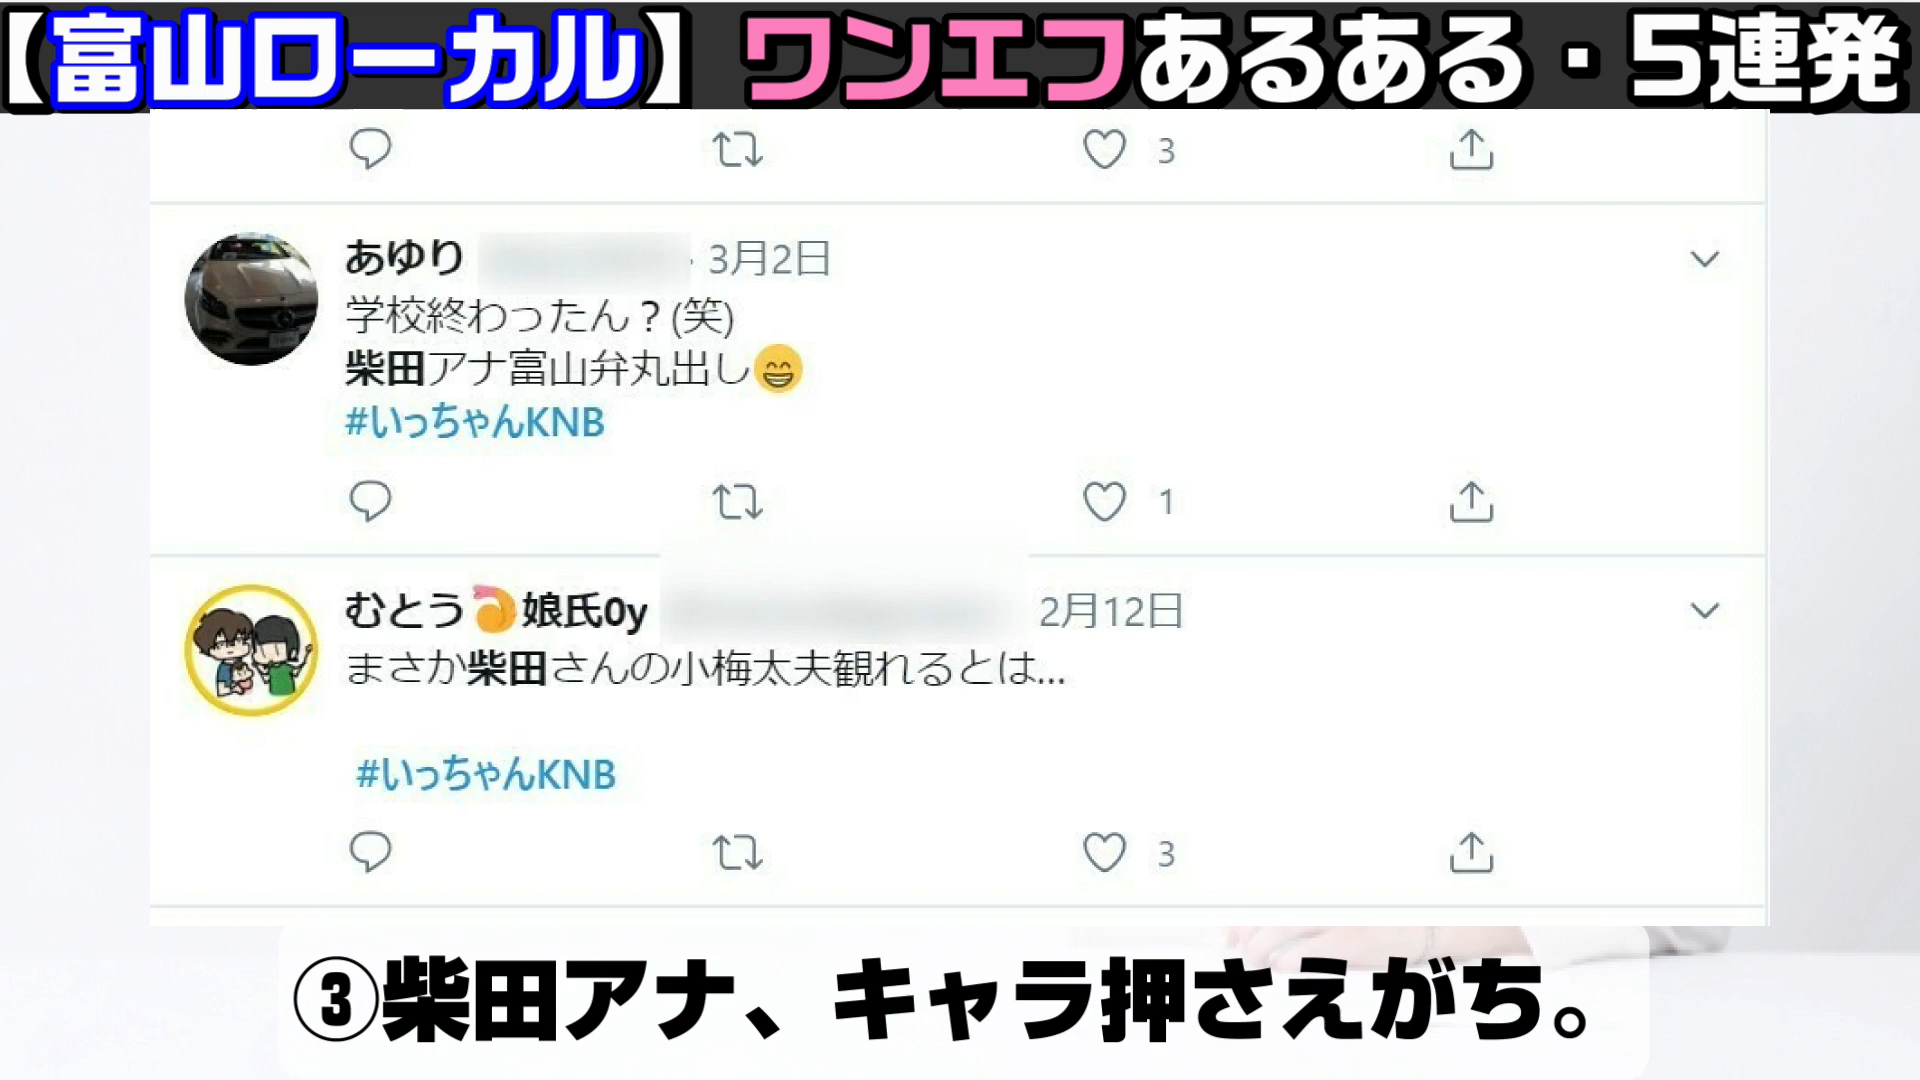 【富山ローカル】ワンエフあるある・5連発
3
あゆり · 3月2日
学校終わったん？(笑)
柴田アナ富山弁丸出し😁
#いっちゃんKNB
1
むとう🍤娘氏0y 2月12日
まさか柴田さんの小梅太夫観れるとは...
#いっちゃんKNB
3
③柴田アナ、キャラ押さえがち。